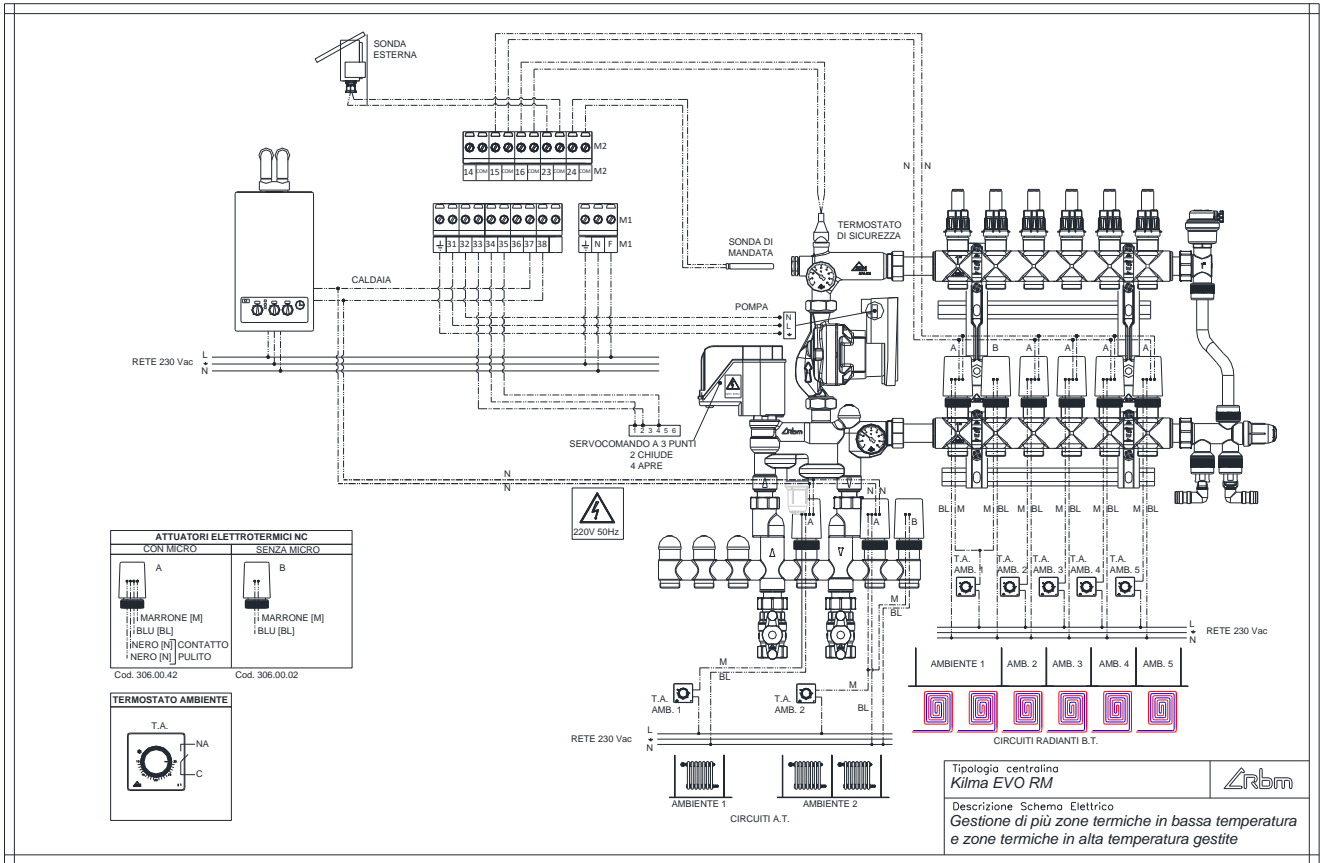 SONDA
ESTERNA
M2
14 COM 15 COM 16 COM 23 COM 24 COM M2
M1
31 32 33 34 35 36 37 38
N F M1
CALDAIA
SONDA DI
MANDATA
TERMOSTATO
DI SICUREZZA
N N
POMPA
N
L
L
RETE 230 Vac
N
1 2 3 4 5 6
SERVOCOMANDO A 3 PUNTI
2 CHIUDE
4 APRE
rbm
A B A A A A
N
N
220V 50Hz
N N
A A B
BL M M BL M BL M BL M BL
T.A.
AMB. 1
T.A.
AMB. 2
T.A.
AMB. 3
T.A.
AMB. 4
T.A.
AMB. 5
L
RETE 230 Vac
N
AMBIENTE 1 AMB. 2 AMB. 3 AMB. 4 AMB. 5
CIRCUITI RADIANTI B.T.
ATTUATORI ELETTROTERMICI NC
CON MICRO SENZA MICRO
A B
MARRONE [M] MARRONE [M]
BLU [BL] BLU [BL]
NERO [N] CONTATTO
NERO [N] PULITO
Cod. 306.00.42 Cod. 306.00.02
TERMOSTATO AMBIENTE
T.A.
NA
C
M
BL
M
BL
M
BL
T.A.
AMB. 1
T.A.
AMB. 2
L
RETE 230 Vac
N
AMBIENTE 1 AMBIENTE 2
CIRCUITI A.T.
Tipologia centralina
Kilma EVO RM
rbm
Descrizione Schema Elettrico
Gestione di più zone termiche in bassa temperatura
e zone termiche in alta temperatura gestite